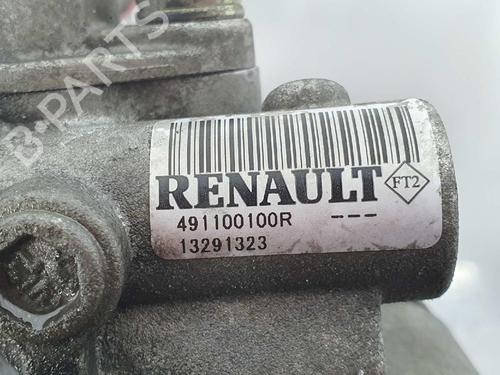 B-PARTS
RENAULT
FT2
491100100R ---
13291323